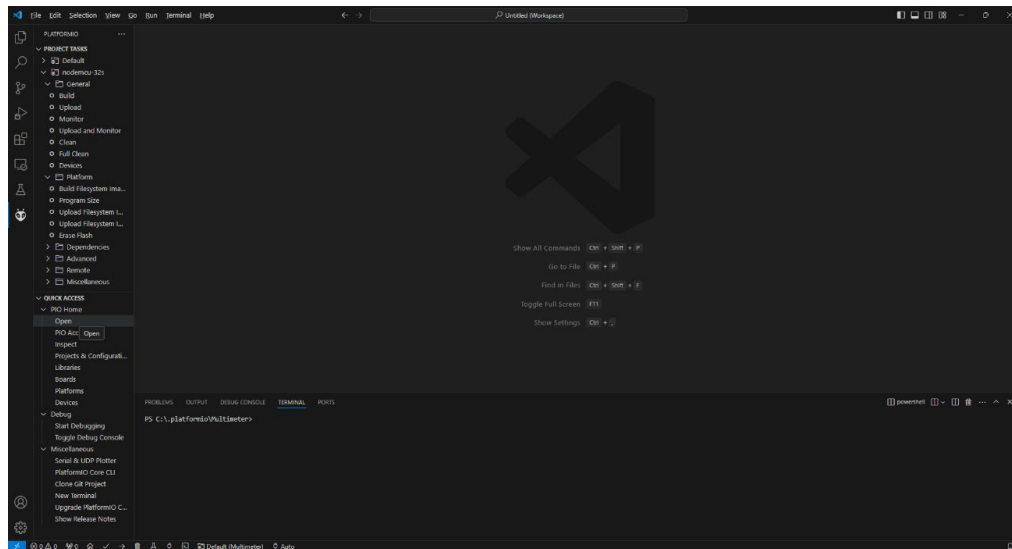 File Edit Selection View Go Run Terminal Help
Untitled (Workspace)
PLATFORMIO
PROJECT TASKS
Default
nodemcu-32s
General
Build
Upload
Monitor
Upload and Monitor
Clean
Full Clean
Devices
Platform
Build Filesystem Ima...
Program Size
Upload Filesystem I...
Upload Filesystem I...
Erase Flash
Dependencies
Advanced
Remote
Miscellaneous
QUICK ACCESS
PIO Home
Open
PIO Acc Open
Inspect
Projects & Configurati...
Libraries
Boards
Platforms
Devices
Debug
Start Debugging
Toggle Debug Console
Miscellaneous
Serial & UDP Plotter
PlatformIO Core CLI
Clone Git Project
New Terminal
Upgrade PlatformIO C...
Show Release Notes
Show All Commands Ctrl + Shift + P
Go to File Ctrl + P
Find in Files Ctrl + Shift + F
Toggle Full Screen F11
Show Settings Ctrl + ,
PROBLEMS OUTPUT DEBUG CONSOLE TERMINAL PORTS
powershell
PS C:\.platformio\Multimeter>
0 0 0 Default (Multimeter) Auto